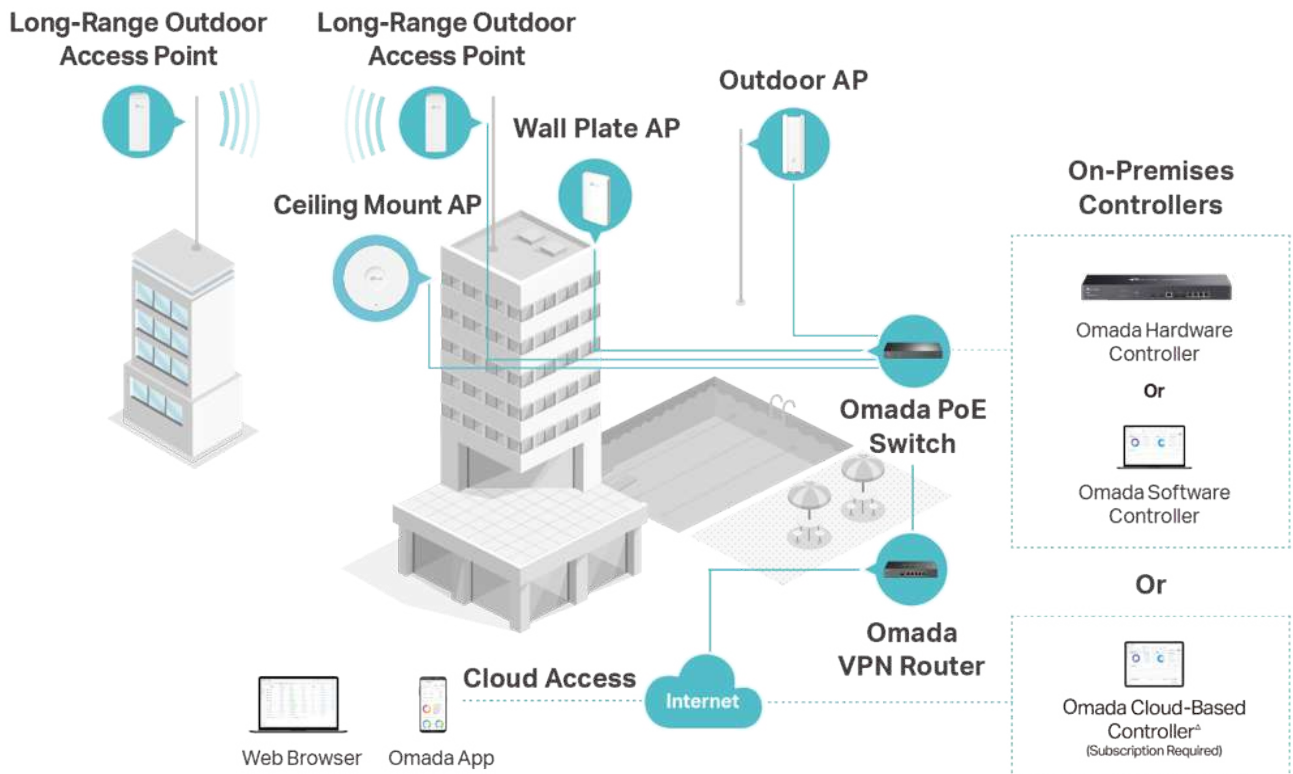 Long-Range Outdoor
Access Point
Long-Range Outdoor
Access Point
Outdoor AP
Wall Plate AP
Ceiling Mount AP
On-Premises
Controllers
Omada Hardware
Controller
Or
Omada Software
Controller
Omada PoE
Switch
Or
Omada
VPN Router
Cloud Access
Internet
Web Browser
Omada App
Omada Cloud-Based
Controller△
(Subscription Required)